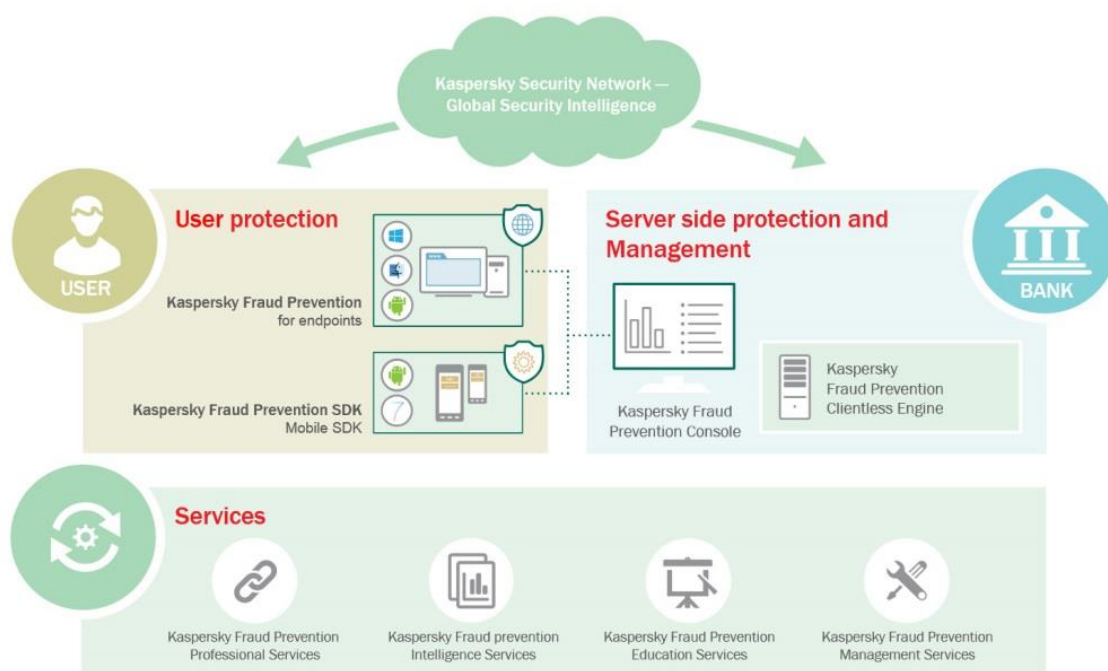 Kaspersky Security Network —
Global Security Intelligence
User protection
USER
Kaspersky Fraud Prevention
for endpoints
Kaspersky Fraud Prevention SDK
Mobile SDK
7
Server side protection and
Management
BANK
Kaspersky Fraud
Prevention Console
Kaspersky
Fraud Prevention
Clientless Engine
Services
Kaspersky Fraud Prevention
Professional Services
Kaspersky Fraud prevention
Intelligence Services
Kaspersky Fraud Prevention
Education Services
Kaspersky Fraud Prevention
Management Services